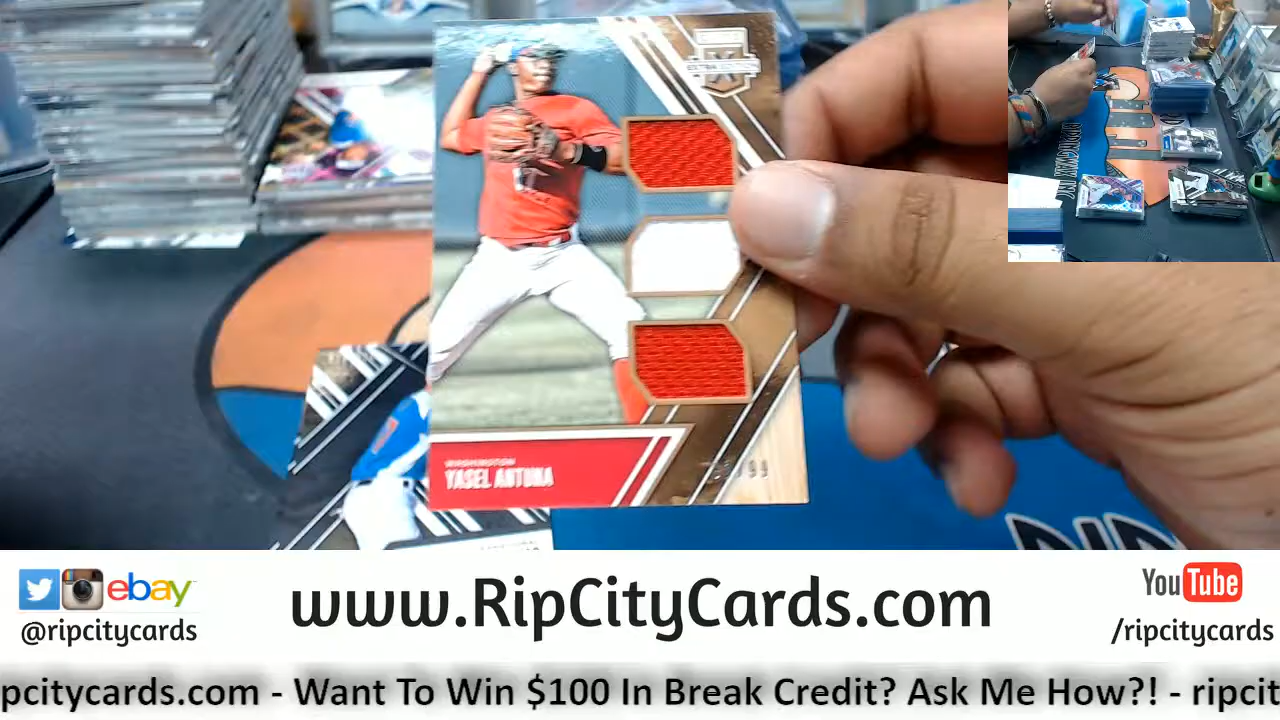 WASHINGTON
YASEL ANTUNA
ebay
@ripcitycards
www.RipCityCards.com
YouTube
/ripcitycards
pcitycards.com - Want To Win $100 In Break Credit? Ask Me How?! - ripcit